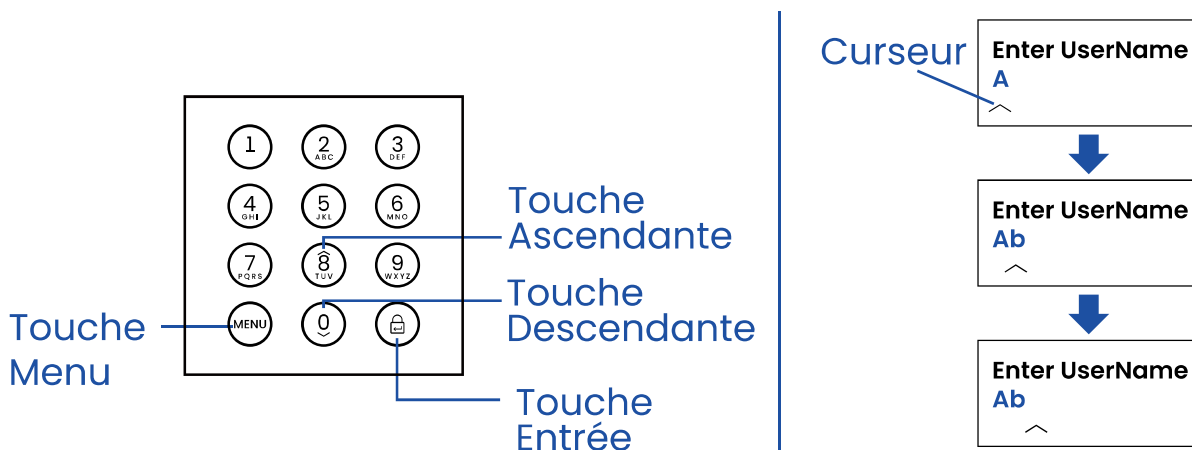 1
2
ABC
3
DEF
4
GHI
5
JKL
6
MNO
7
PQRS
8
TUV
9
WXYZ
MENU
0
Touche
Ascendante
Touche
Descendante
Touche
Menu
Touche
Entrée
Curseur
Enter UserName
A
Enter UserName
Ab
Enter UserName
Ab